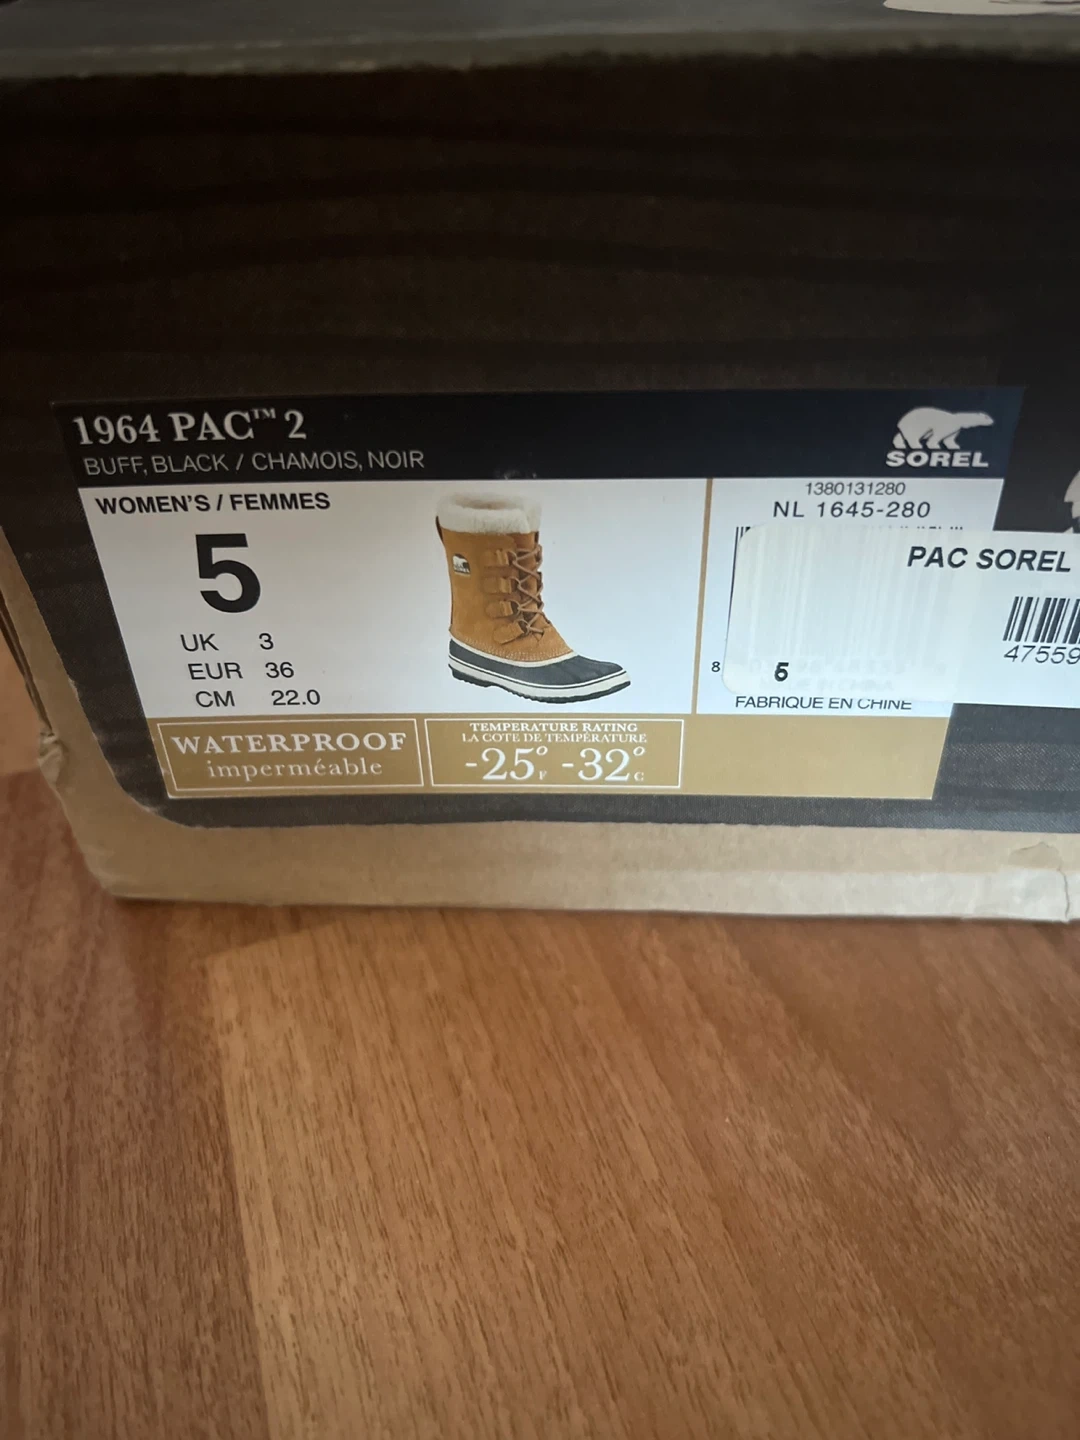 1964 PAC™ 2
BUFF, BLACK / CHAMOIS, NOIR
SOREL
WOMEN'S / FEMMES
5
UK 3
EUR 36
CM 22.0
SOREL
1380131280
NL 1645-280
PAC SOREL
47559
8
5
FABRIQUE EN CHINE
WATERPROOF
imperméable
TEMPERATURE RATING
LA COTE DE TEMPÉRATURE
-25°F -32°C